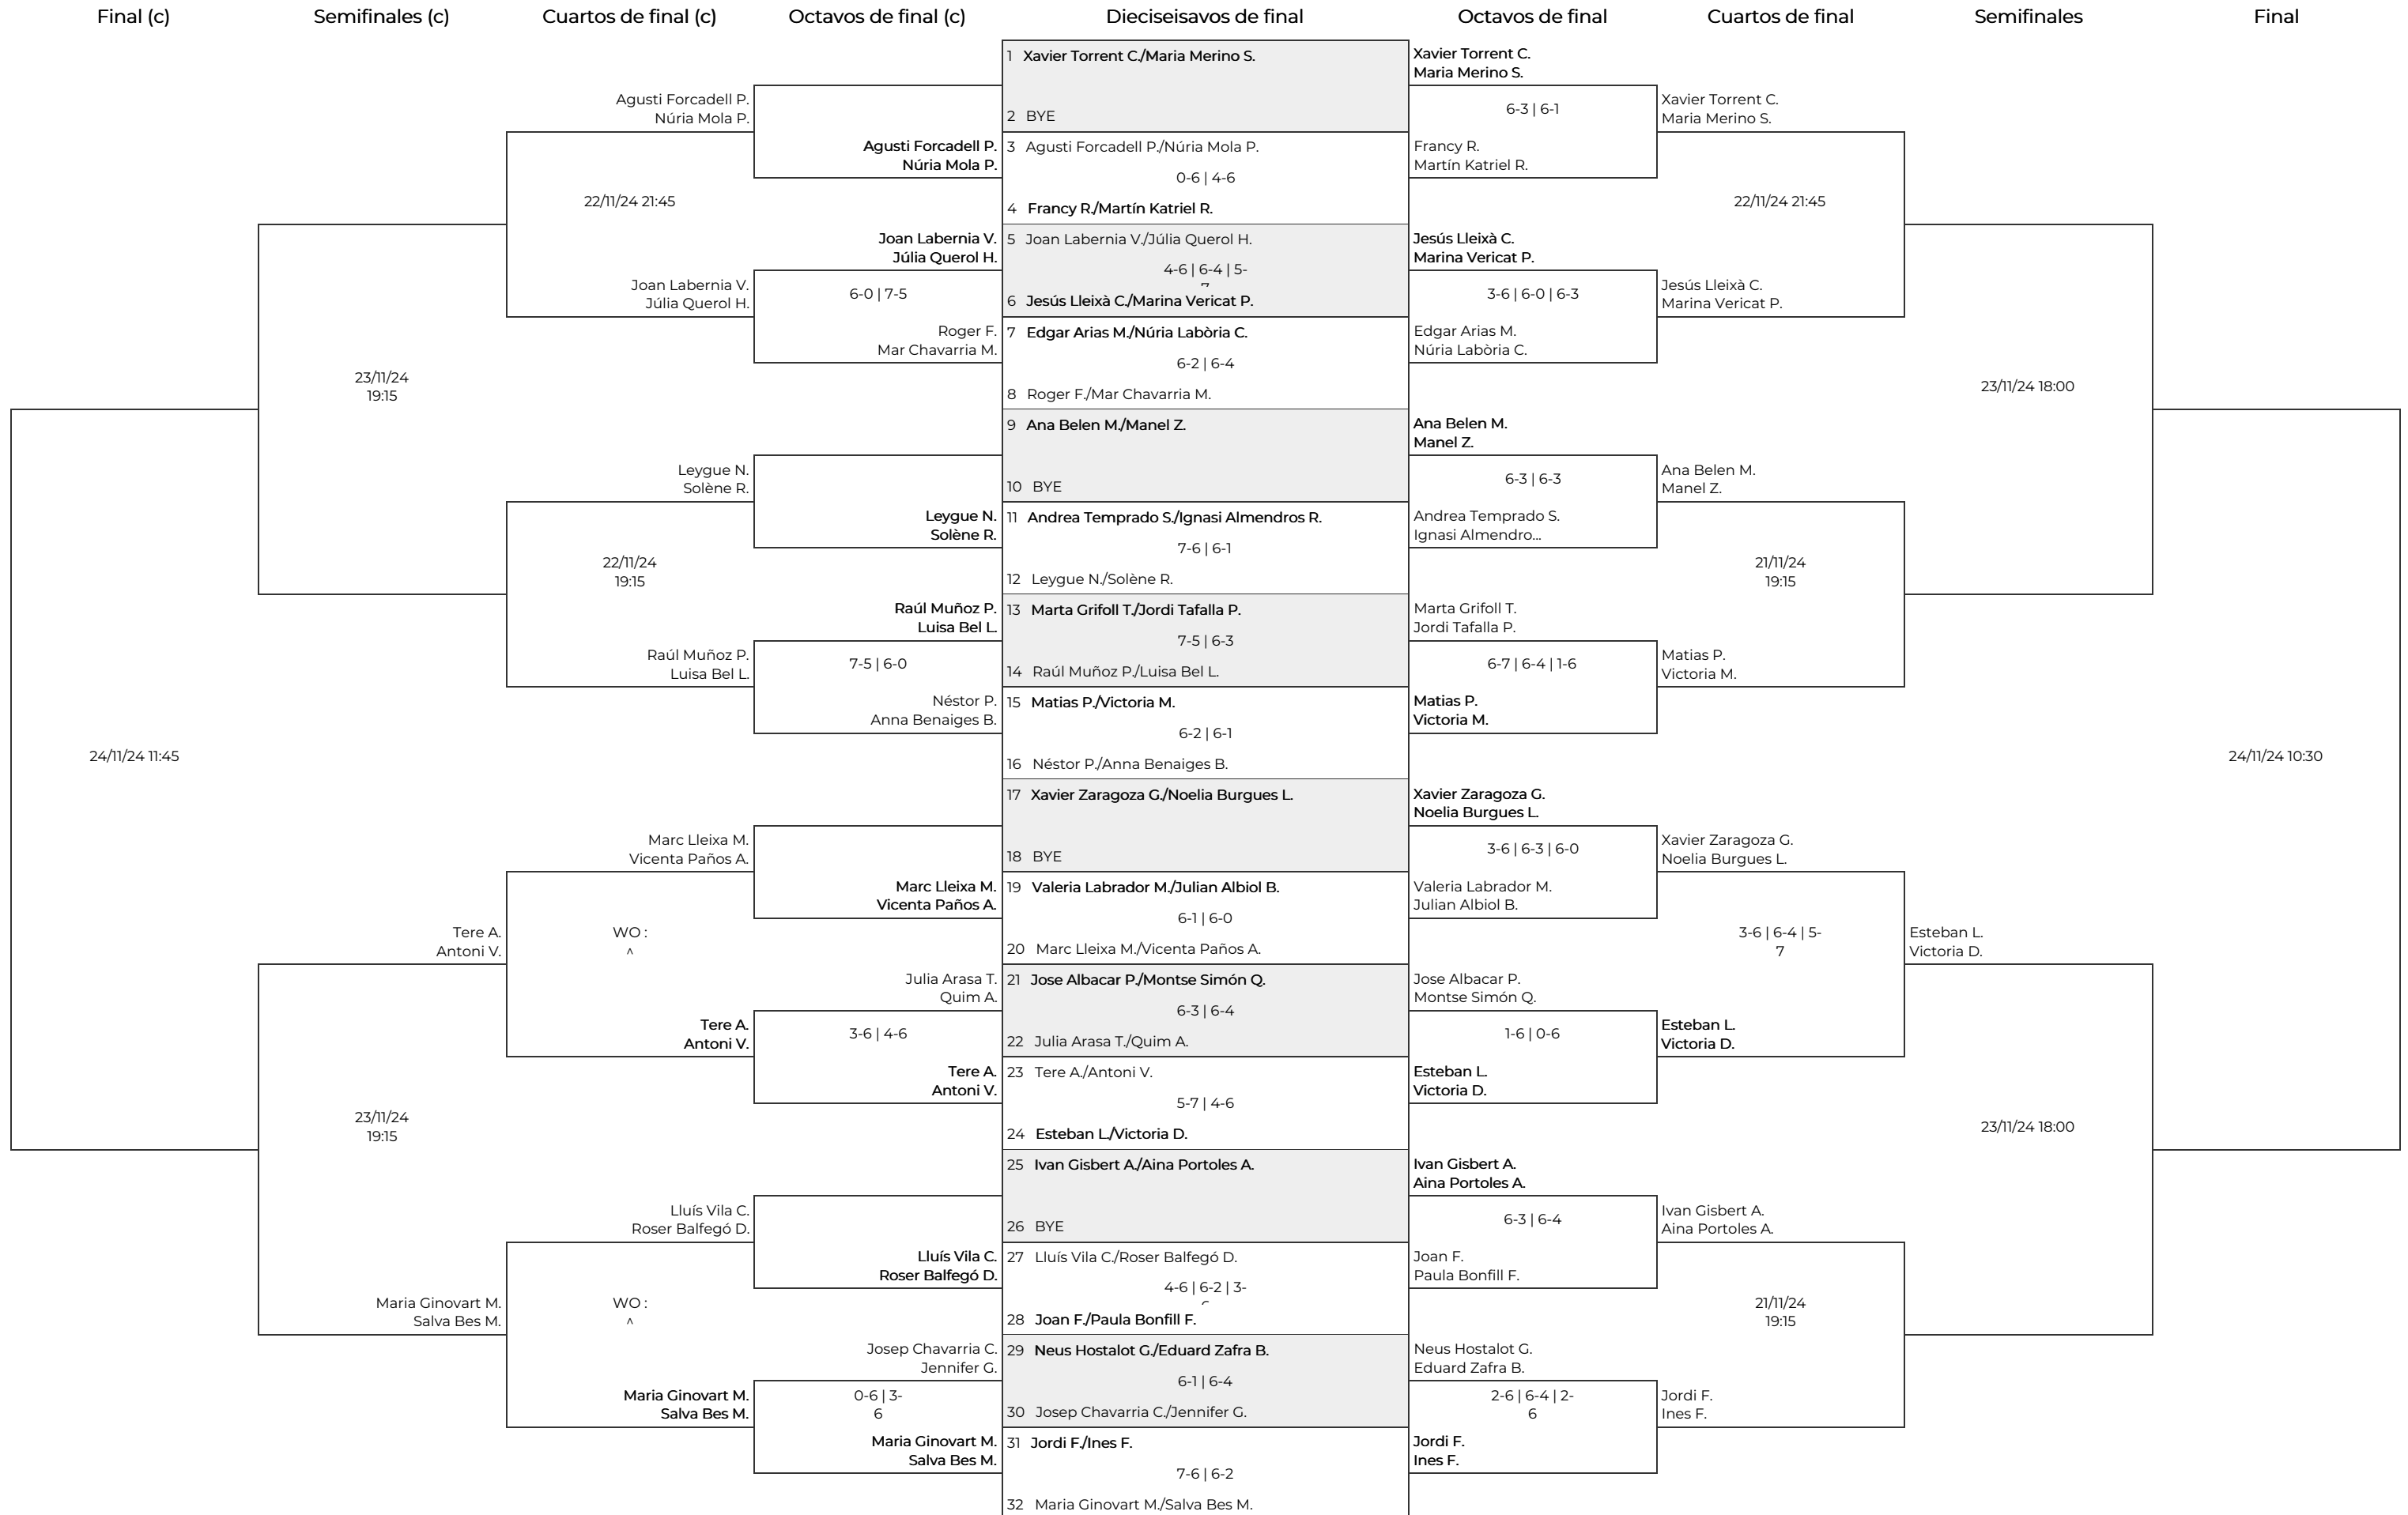 Final (c)
Semifinales (c)
Cuartos de final (c)
Octavos de final (c)
Dieciseisavos de final
Octavos de final
Cuartos de final
Semifinales
Final
24/11/24 11:45
23/11/24
19:15
Tere A.
Antoni V.
23/11/24
19:15
Maria Ginovart M.
Salva Bes M.
Agusti Forcadell P.
Núria Mola P.
22/11/24 21:45
Joan Labernia V.
Júlia Querol H.
Leygue N.
Solène R.
22/11/24
19:15
Raúl Muñoz P.
Luisa Bel L.
Marc Lleixa M.
Vicenta Paños A.
WO :
^
Tere A.
Antoni V.
Lluís Vila C.
Roser Balfegó D.
WO :
^
Maria Ginovart M.
Salva Bes M.
Agusti Forcadell P.
Núria Mola P.
Joan Labernia V.
Júlia Querol H.
6-0 | 7-5
Roger F.
Mar Chavarria M.
Leygue N.
Solène R.
Raúl Muñoz P.
Luisa Bel L.
7-5 | 6-0
Néstor P.
Anna Benaiges B.
Marc Lleixa M.
Vicenta Paños A.
Julia Arasa T.
Quim A.
3-6 | 4-6
Tere A.
Antoni V.
Lluís Vila C.
Roser Balfegó D.
Josep Chavarria C.
Jennifer G.
0-6 | 3-
6
Maria Ginovart M.
Salva Bes M.
1 Xavier Torrent C./Maria Merino S.
2 BYE
3 Agusti Forcadell P./Núria Mola P.
0-6 | 4-6
4 Francy R./Martín Katriel R.
5 Joan Labernia V./Júlia Querol H.
4-6 | 6-4 | 5-
6 Jesús Lleixà C./Marina Vericat P.
7 Edgar Arias M./Núria Labòria C.
6-2 | 6-4
8 Roger F./Mar Chavarria M.
9 Ana Belen M./Manel Z.
10 BYE
11 Andrea Temprado S./Ignasi Almendros R.
7-6 | 6-1
12 Leygue N./Solène R.
13 Marta Grifoll T./Jordi Tafalla P.
7-5 | 6-3
14 Raúl Muñoz P./Luisa Bel L.
15 Matias P./Victoria M.
6-2 | 6-1
16 Néstor P./Anna Benaiges B.
17 Xavier Zaragoza G./Noelia Burgues L.
18 BYE
19 Valeria Labrador M./Julian Albiol B.
6-1 | 6-0
20 Marc Lleixa M./Vicenta Paños A.
21 Jose Albacar P./Montse Simón Q.
6-3 | 6-4
22 Julia Arasa T./Quim A.
23 Tere A./Antoni V.
5-7 | 4-6
24 Esteban L./Victoria D.
25 Ivan Gisbert A./Aina Portoles A.
26 BYE
27 Lluís Vila C./Roser Balfegó D.
4-6 | 6-2 | 3-
28 Joan F./Paula Bonfill F.
29 Neus Hostalot G./Eduard Zafra B.
6-1 | 6-4
30 Josep Chavarria C./Jennifer G.
31 Jordi F./Ines F.
7-6 | 6-2
32 Maria Ginovart M./Salva Bes M.
Xavier Torrent C.
Maria Merino S.
6-3 | 6-1
Francy R.
Martín Katriel R.
Jesús Lleixà C.
Marina Vericat P.
3-6 | 6-0 | 6-3
Edgar Arias M.
Núria Labòria C.
Ana Belen M.
Manel Z.
6-3 | 6-3
Andrea Temprado S.
Ignasi Almendro...
Marta Grifoll T.
Jordi Tafalla P.
6-7 | 6-4 | 1-6
Matias P.
Victoria M.
Xavier Zaragoza G.
Noelia Burgues L.
3-6 | 6-3 | 6-0
Valeria Labrador M.
Julian Albiol B.
Jose Albacar P.
Montse Simón Q.
1-6 | 0-6
Esteban L.
Victoria D.
Ivan Gisbert A.
Aina Portoles A.
6-3 | 6-4
Joan F.
Paula Bonfill F.
Neus Hostalot G.
Eduard Zafra B.
2-6 | 6-4 | 2-
6
Jordi F.
Ines F.
Xavier Torrent C.
Maria Merino S.
22/11/24 21:45
Jesús Lleixà C.
Marina Vericat P.
Ana Belen M.
Manel Z.
21/11/24
19:15
Matias P.
Victoria M.
Xavier Zaragoza G.
Noelia Burgues L.
3-6 | 6-4 | 5-
7
Esteban L.
Victoria D.
Ivan Gisbert A.
Aina Portoles A.
21/11/24
19:15
Jordi F.
Ines F.
23/11/24 18:00
Esteban L.
Victoria D.
23/11/24 18:00
24/11/24 10:30